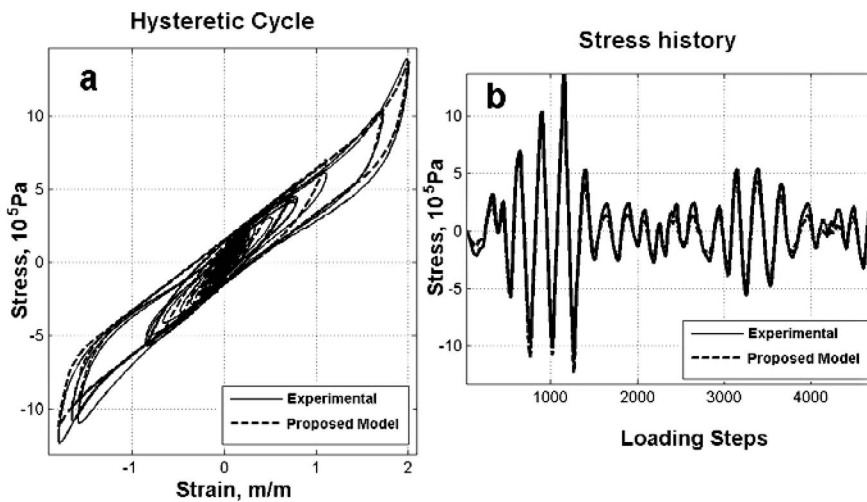 Hysteretic Cycle
a
Stress, 10⁵Pa
10
5
0
-5
-10
Experimental
Proposed Model
-1
0
1
2
Strain, m/m
Stress history
b
Stress, 10⁵Pa
10
5
0
-5
-10
Experimental
Proposed Model
1000
2000
3000
4000
Loading Steps